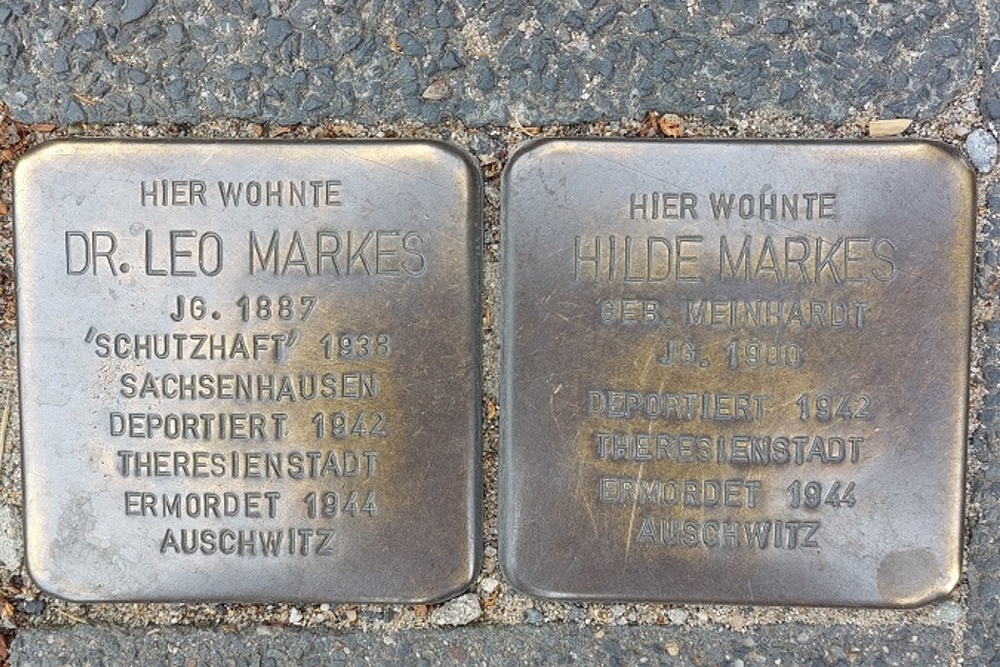 HIER WOHNTE
DR. LEO MARKES
JG. 1887
'SCHUTZHAFT' 1938
SACHSENHAUSEN
DEPORTIERT 1942
THERESIENSTADT
ERMORDET 1944
AUSCHWITZ
HIER WOHNTE
HILDE MARKES
GEB. MEINHARDT
JG. 1900
DEPORTIERT 1942
THERESIENSTADT
ERMORDET 1944
AUSCHWITZ